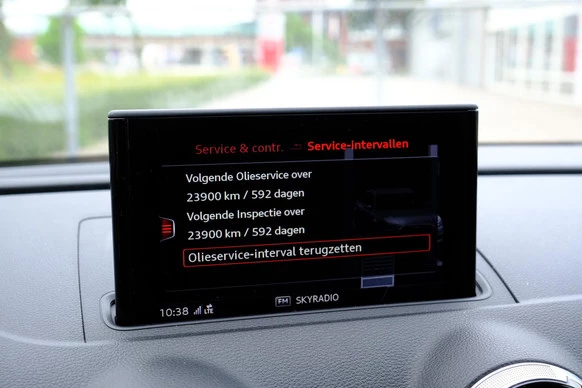 Service & contr. Service-intervallen
Volgende Olieservice over
23900 km / 592 dagen
Volgende Inspectie over
23900 km / 592 dagen
Olieservice-interval terugzetten
10:38 LTE FM SKYRADIO